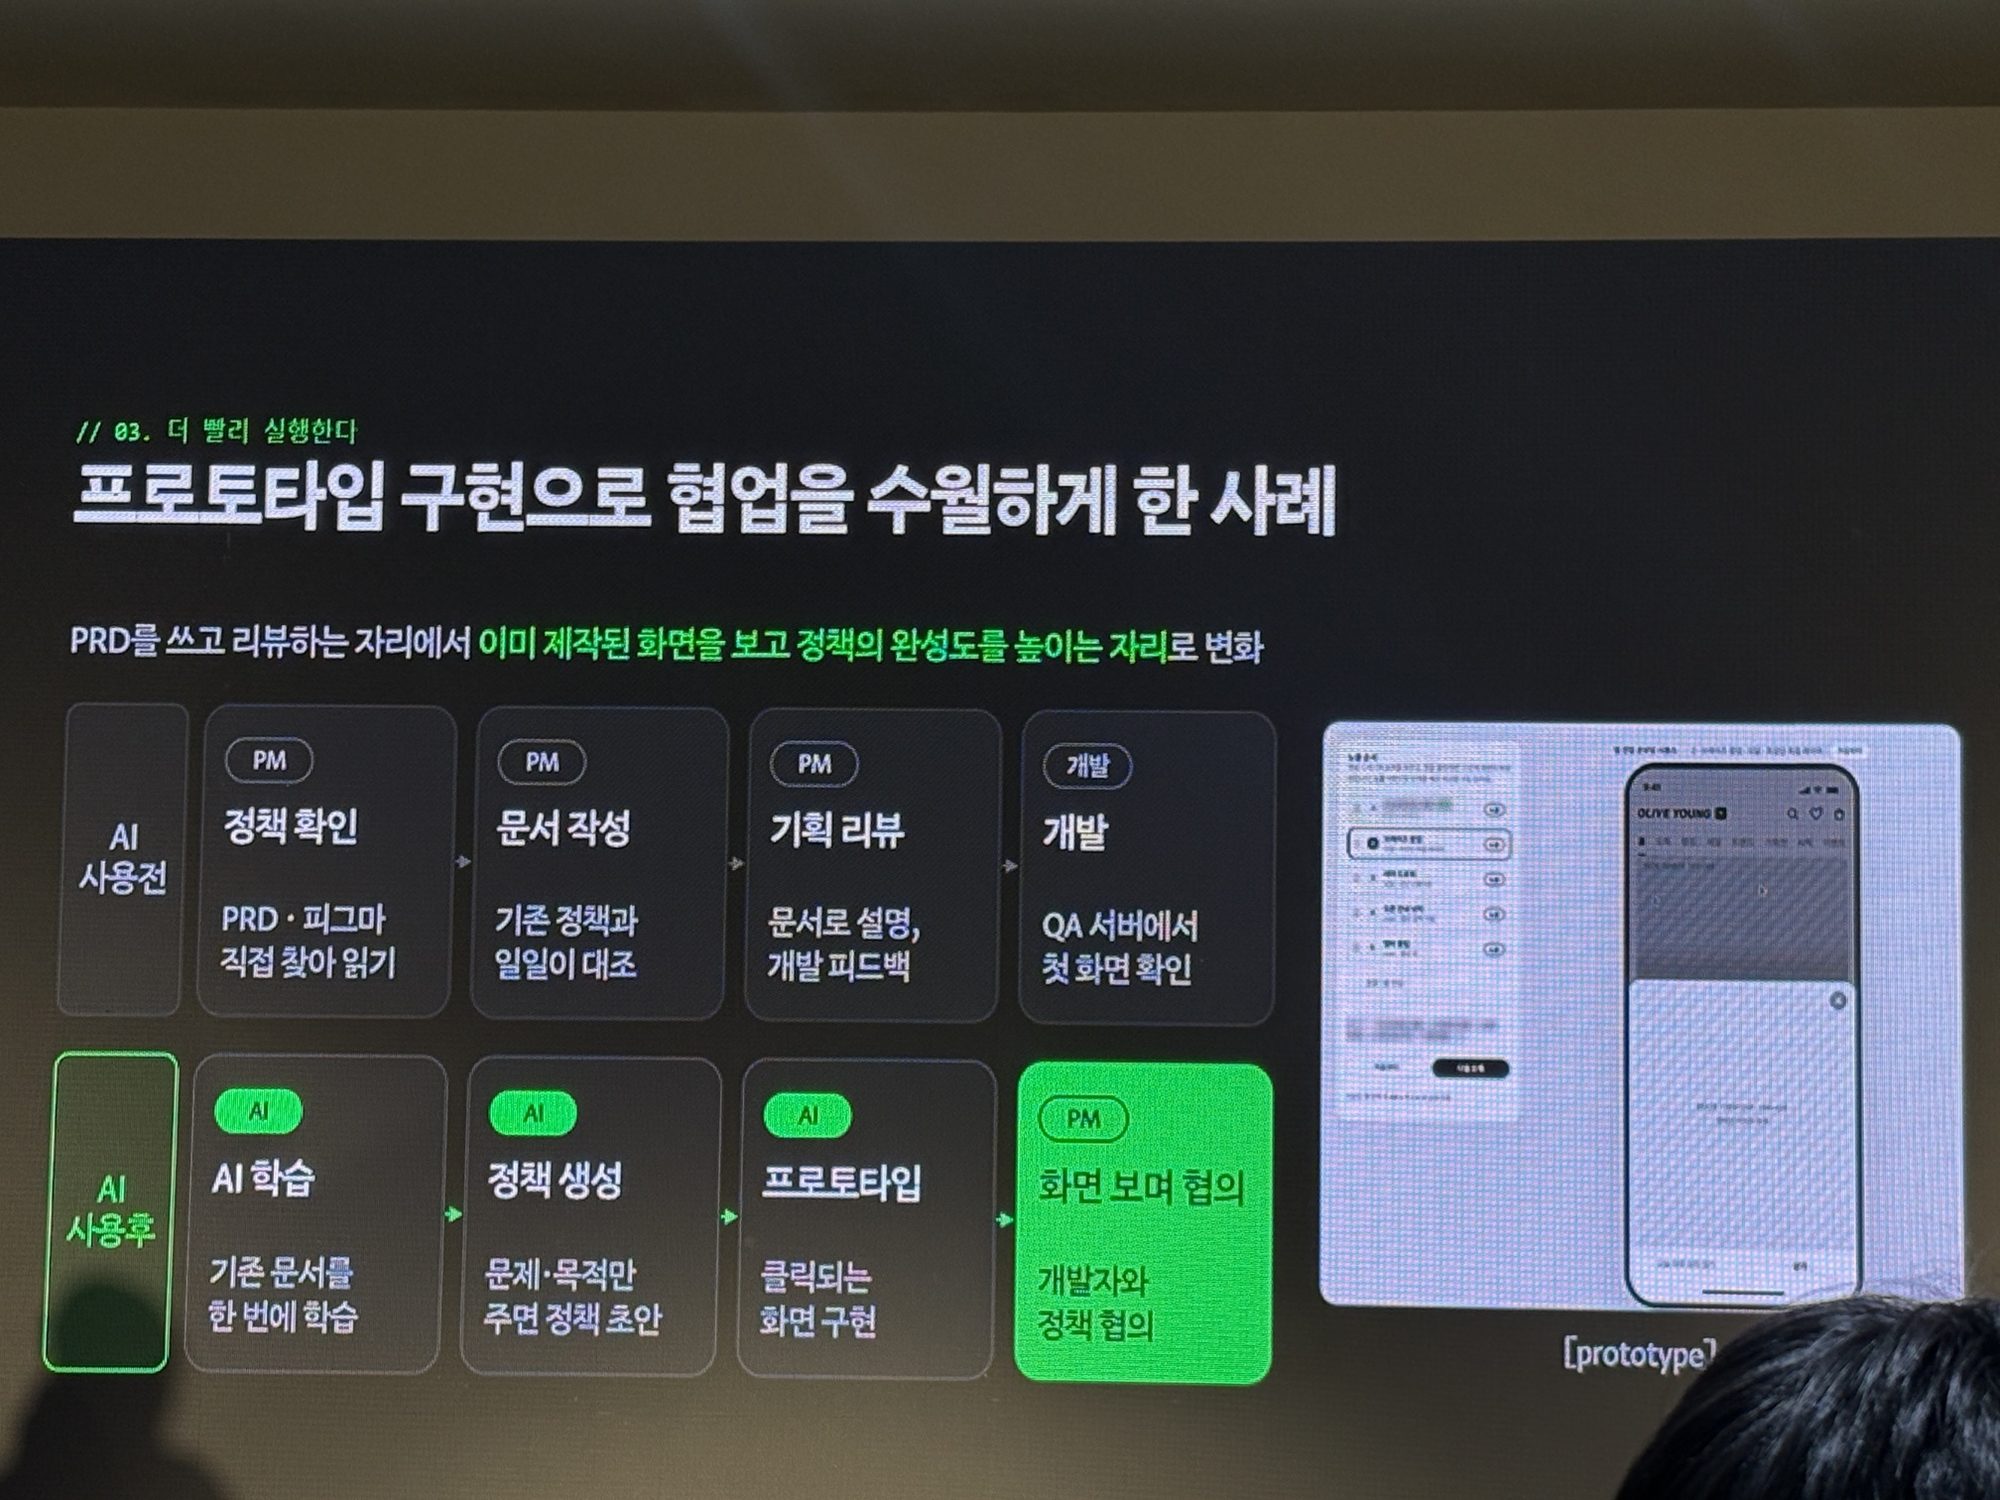 // 03. 더 빨리 실행한다
프로토타입 구현으로 협업을 수월하게 한 사례
PRD를 쓰고 리뷰하는 자리에서 이미 제작된 화면을 보고 정책의 완성도를 높이는 자리로 변화
AI
사용전
PM
정책 확인
PRD · 피그마
직접 찾아 읽기
PM
문서 작성
기존 정책과
일일이 대조
PM
기획 리뷰
문서로 설명,
개발 피드백
개발
개발
QA 서버에서
첫 화면 확인
AI
사용후
AI
AI 학습
기존 문서를
한 번에 학습
AI
정책 생성
문제·목적만
주면 정책 초안
AI
프로토타입
클릭되는
화면 구현
PM
화면 보며 협의
개발자와
정책 협의
9:41
OLIVE YOUNG
[prototype]